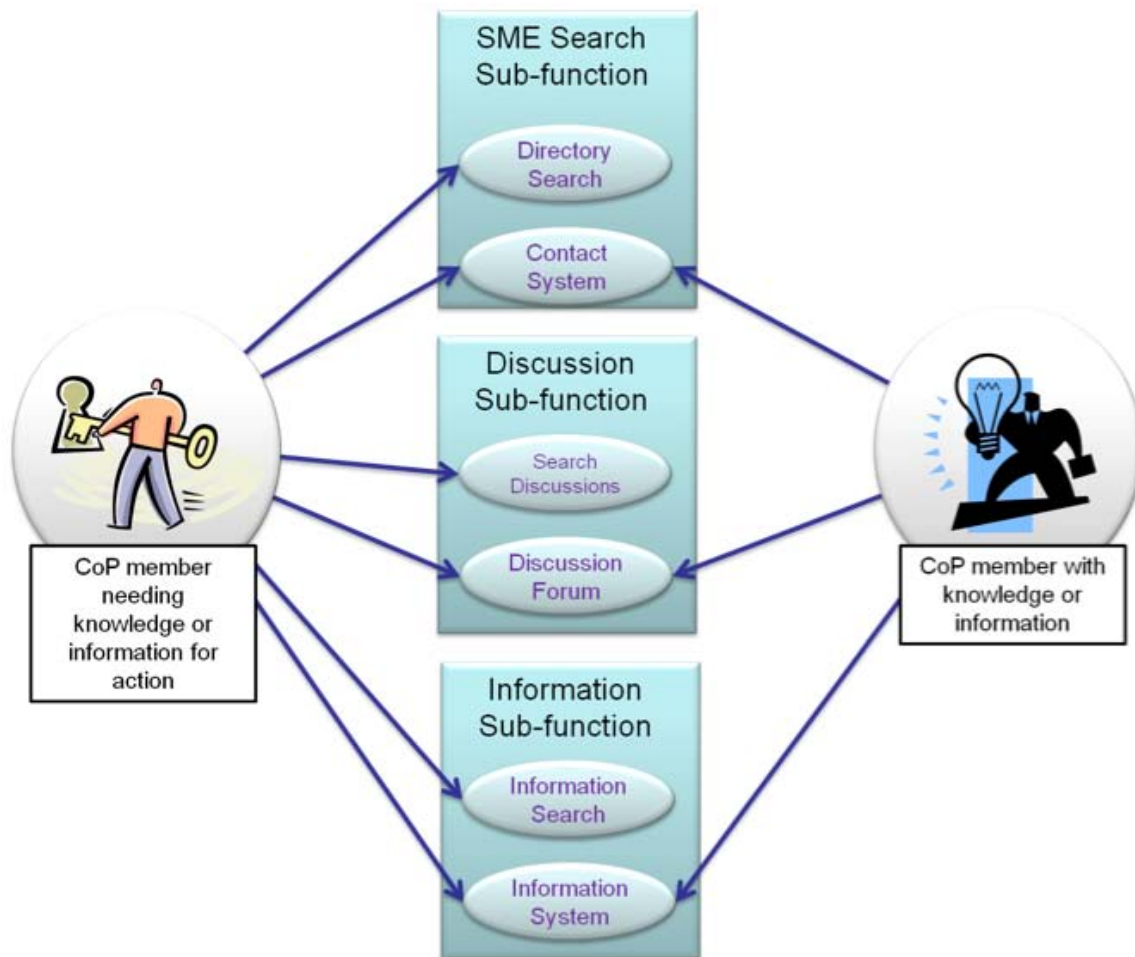 SME Search
Sub-function
Directory
Search
Contact
System
Discussion
Sub-function
Search
Discussions
Discussion
Forum
CoP member
needing
knowledge or
information for
action
CoP member with
knowledge or
information
Information
Sub-function
Information
Search
Information
System